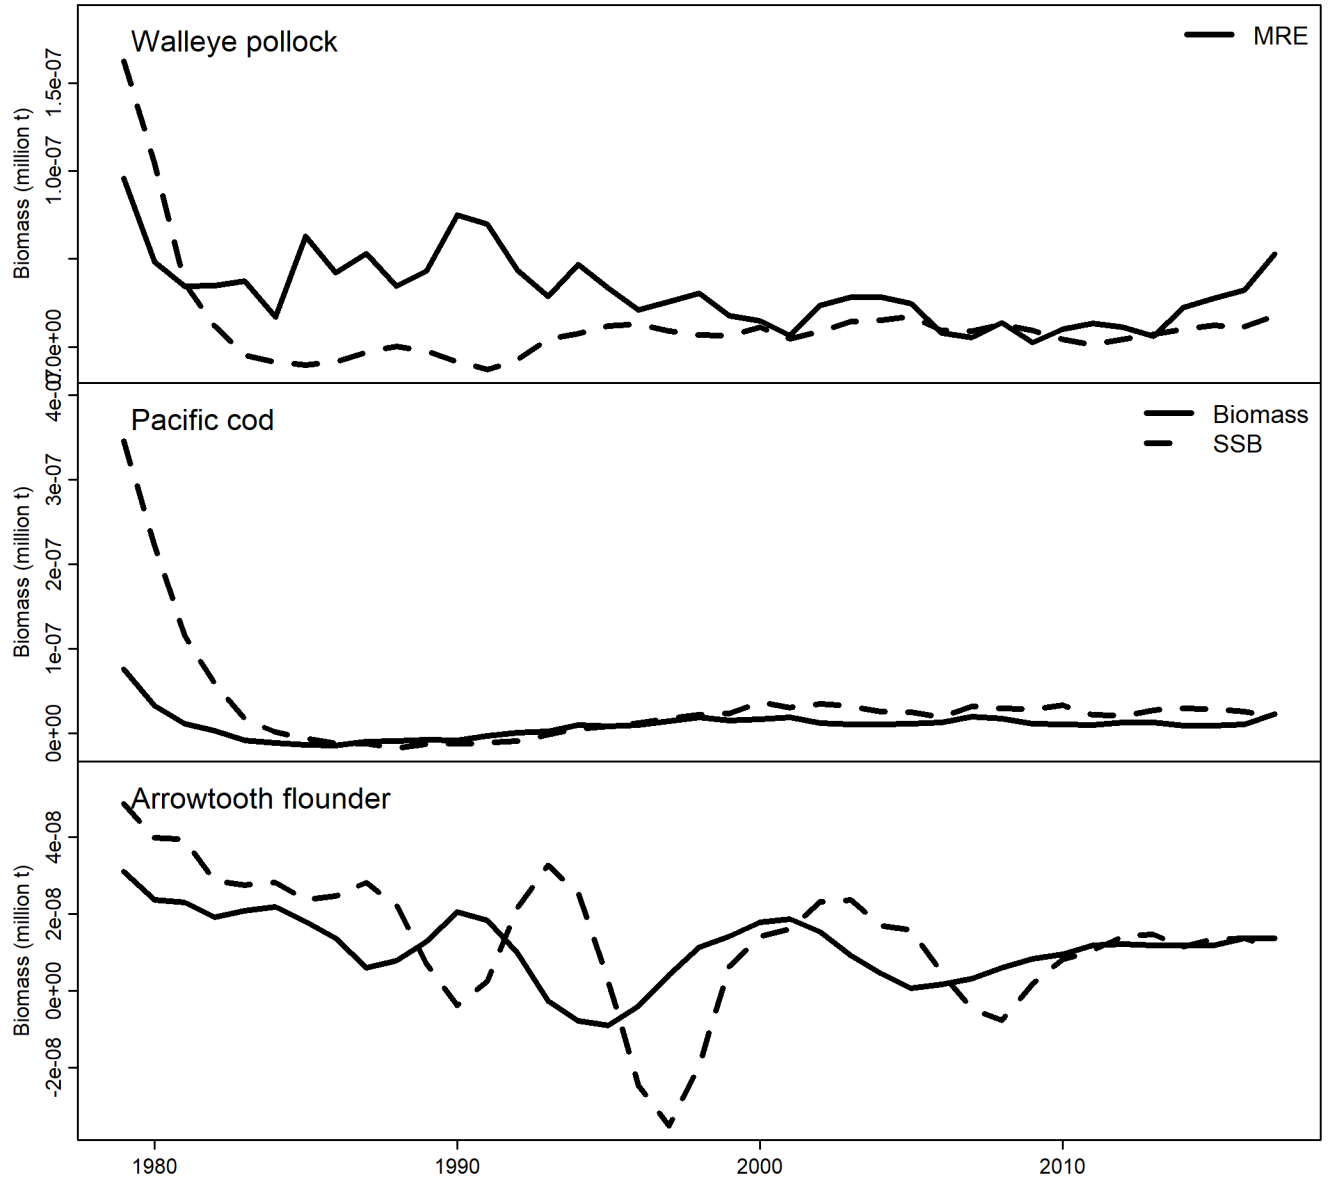 Walleye pollock
MRE
Biomass (million t)
1.5e-07
1.0e-07
0.0e+00
Pacific cod
Biomass
SSB
Biomass (million t)
4e-07
3e-07
2e-07
1e-07
0e+00
Arrowtooth flounder
Biomass (million t)
4e-08
2e-08
0e+00
-2e-08
1980
1990
2000
2010